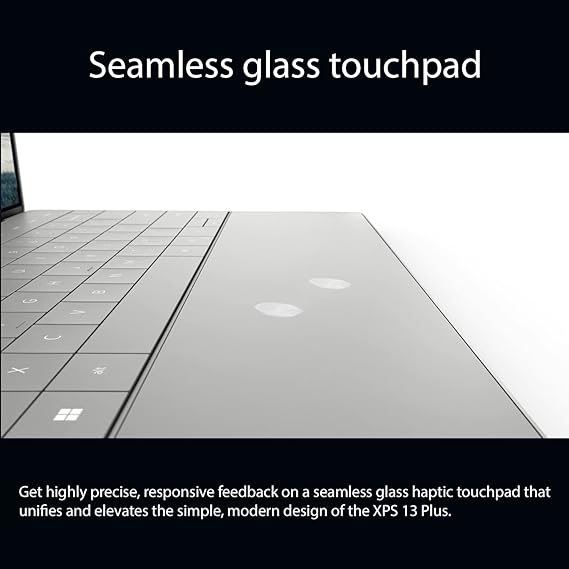 Seamless glass touchpad
X
C
V
B
N
alt
Get highly precise, responsive feedback on a seamless glass haptic touchpad that
unifies and elevates the simple, modern design of the XPS 13 Plus.